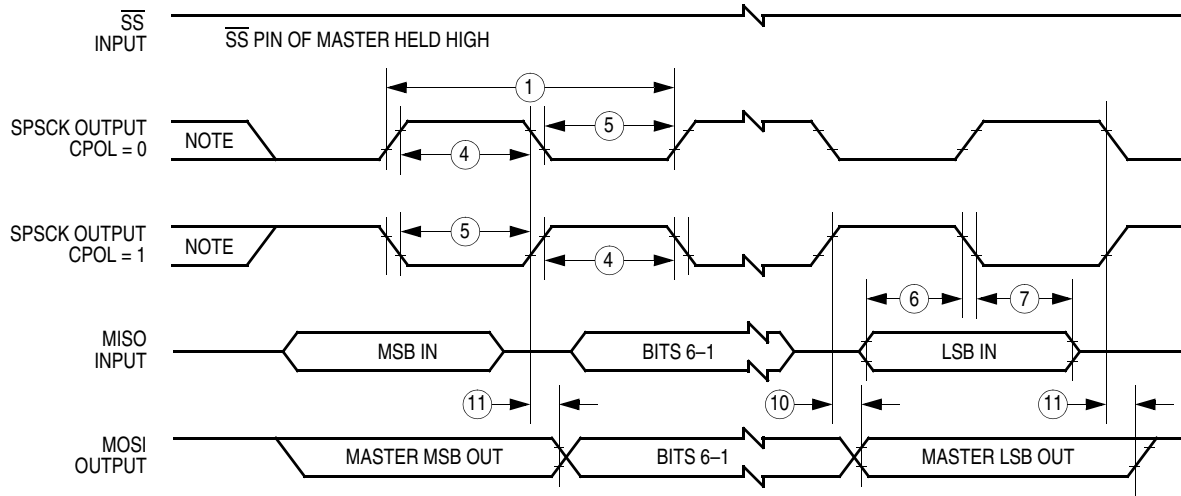 SS
INPUT
SS PIN OF MASTER HELD HIGH
1
SPSCK OUTPUT
CPOL = 0
NOTE
5
4
SPSCK OUTPUT
CPOL = 1
NOTE
5
4
6
7
MISO
INPUT
MSB IN
BITS 6–1
LSB IN
11
10
11
MOSI
OUTPUT
MASTER MSB OUT
BITS 6–1
MASTER LSB OUT